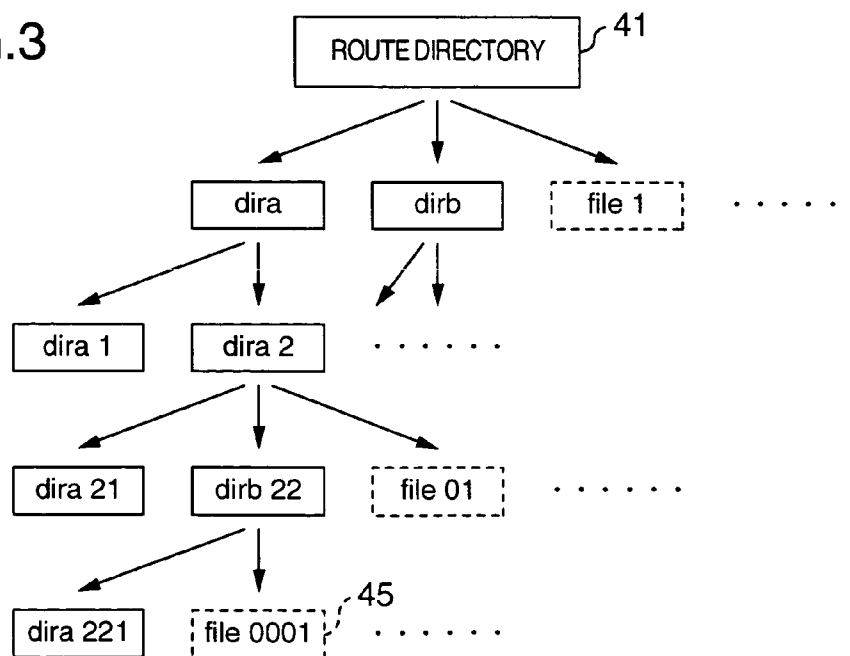 .3
ROUTE DIRECTORY
41
dira
dirb
file 1
. . . . .
dira 1
dira 2
. . . . . .
dira 21
dirb 22
file 01
. . . . . .
dira 221
file 0001
45
. . . . . .